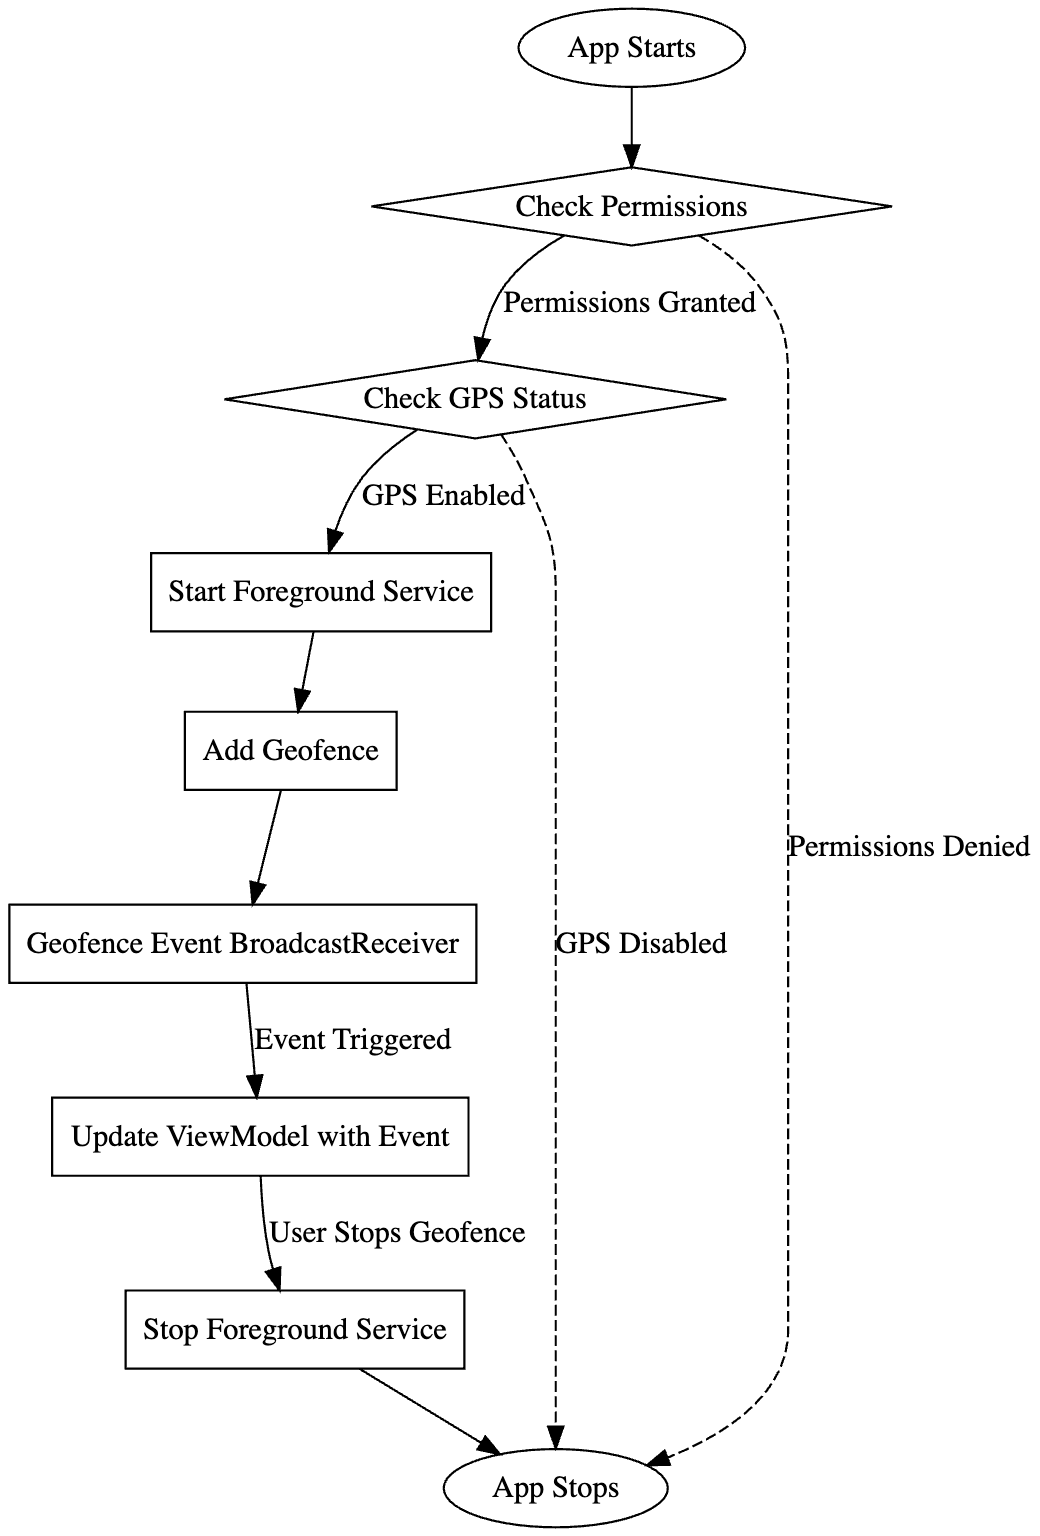 App Starts
Check Permissions
Permissions Granted
Check GPS Status
GPS Enabled
Start Foreground Service
Add Geofence
Permissions Denied
Geofence Event BroadcastReceiver
GPS Disabled
Event Triggered
Update ViewModel with Event
User Stops Geofence
Stop Foreground Service
App Stops